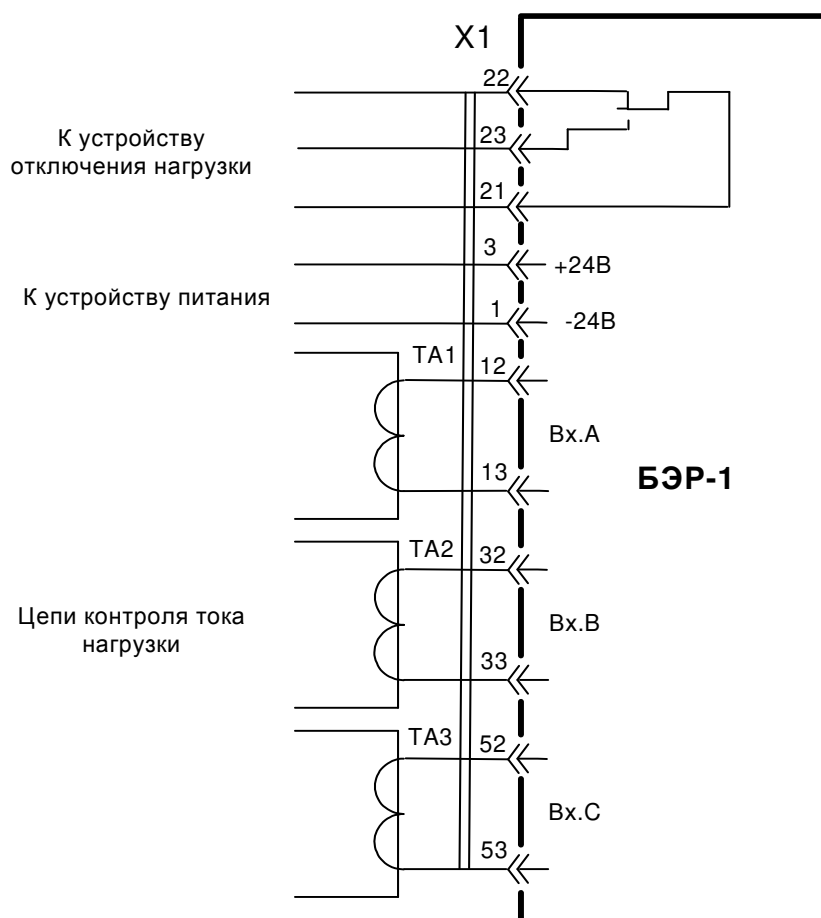 X1
22
К устройству
отключения нагрузки
23
21
3
+24В
К устройству питания
1
-24В
ТА1
12
Вх.А
13
БЭР-1
ТА2
32
Цепи контроля тока
нагрузки
Вх.В
33
ТА3
52
Вх.С
53